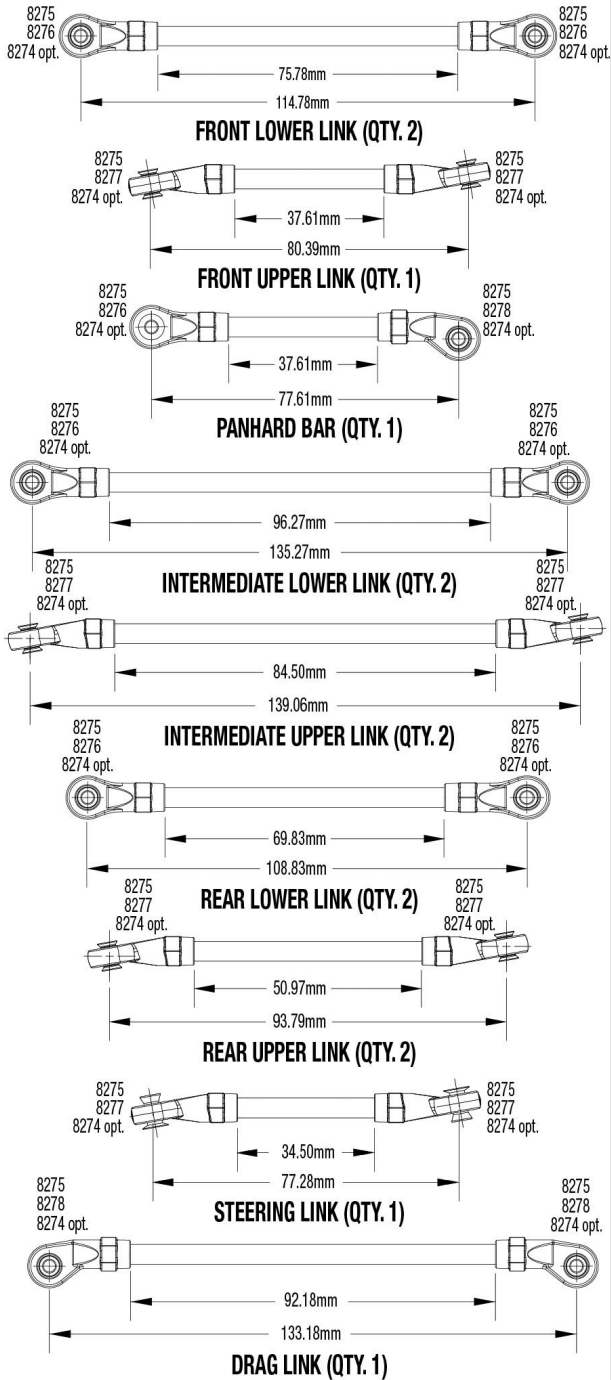 8275
8276
8274 opt.
8275
8276
8274 opt.
75.78mm
114.78mm
FRONT LOWER LINK (QTY. 2)
8275
8277
8274 opt.
8275
8277
8274 opt.
37.61mm
80.39mm
FRONT UPPER LINK (QTY. 1)
8275
8276
8274 opt.
8275
8278
8274 opt.
37.61mm
77.61mm
PANHARD BAR (QTY. 1)
8275
8276
8274 opt.
8275
8276
8274 opt.
96.27mm
135.27mm
INTERMEDIATE LOWER LINK (QTY. 2)
8275
8277
8274 opt.
8275
8277
8274 opt.
84.50mm
139.06mm
INTERMEDIATE UPPER LINK (QTY. 2)
8275
8276
8274 opt.
8275
8276
8274 opt.
69.83mm
108.83mm
REAR LOWER LINK (QTY. 2)
8275
8277
8274 opt.
8275
8277
8274 opt.
50.97mm
93.79mm
REAR UPPER LINK (QTY. 2)
8275
8277
8274 opt.
8275
8277
8274 opt.
34.50mm
77.28mm
STEERING LINK (QTY. 1)
8275
8278
8274 opt.
8275
8278
8274 opt.
92.18mm
133.18mm
DRAG LINK (QTY. 1)